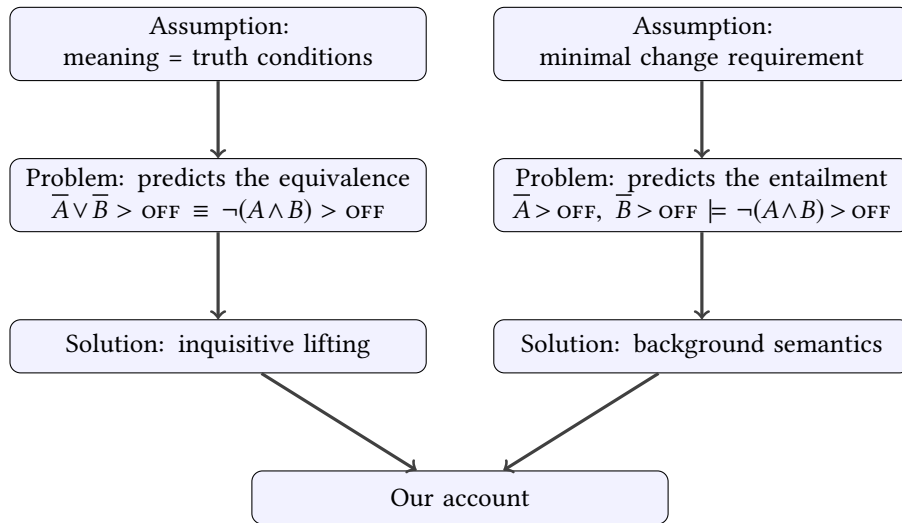 Assumption:
meaning = truth conditions
Assumption:
minimal change requirement
Problem: predicts the equivalence
A̅ ∨ B̅ > OFF ≡ ¬(A ∧ B) > OFF
Problem: predicts the entailment
A̅ > OFF, B̅ > OFF ⊨ ¬(A ∧ B) > OFF
Solution: inquisitive lifting
Solution: background semantics
Our account